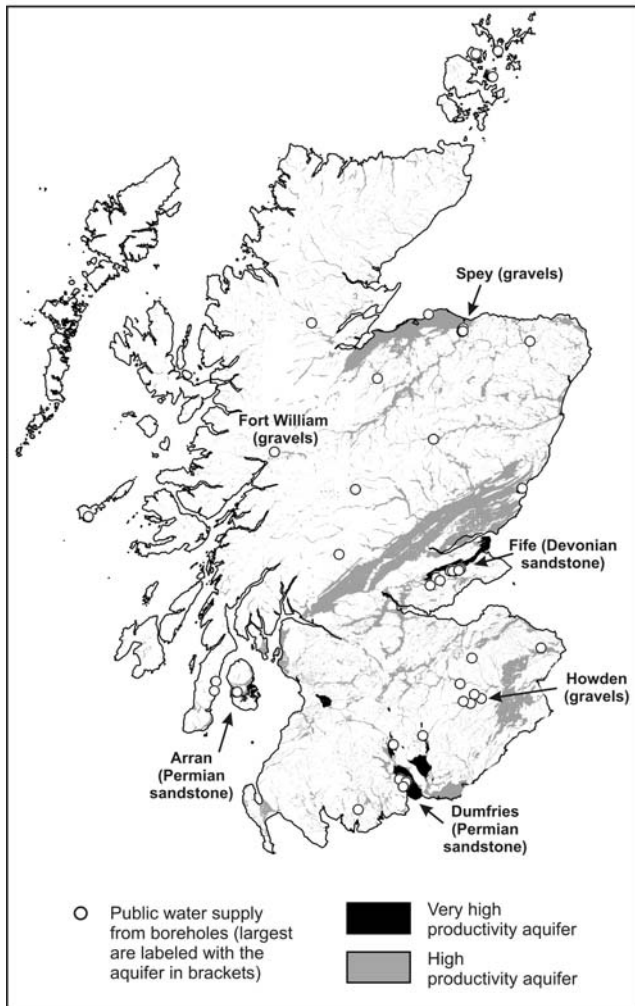 Spey (gravels)
Fort William
(gravels)
Fife (Devonian
sandstone)
Howden
(gravels)
Arran
(Permian
sandstone)
Dumfries
(Permian
sandstone)
Public water supply
from boreholes (largest
are labeled with the
aquifer in brackets)
Very high
productivity aquifer
High
productivity aquifer